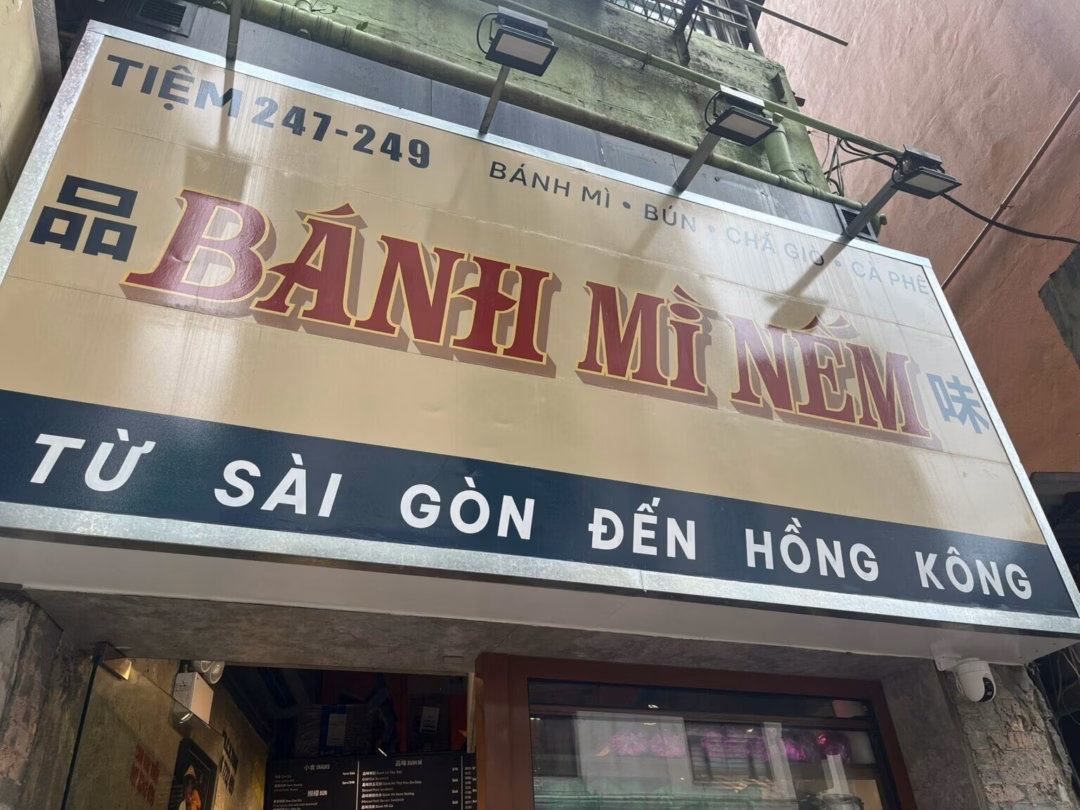 TIỆM 247-249
BÁNH MÌ • BÚN • CHẢ GIÒ • CÀ PHÊ
品 BÁNH MÌ NẾM 味
TỪ SÀI GÒN ĐẾN HỒNG KÔNG